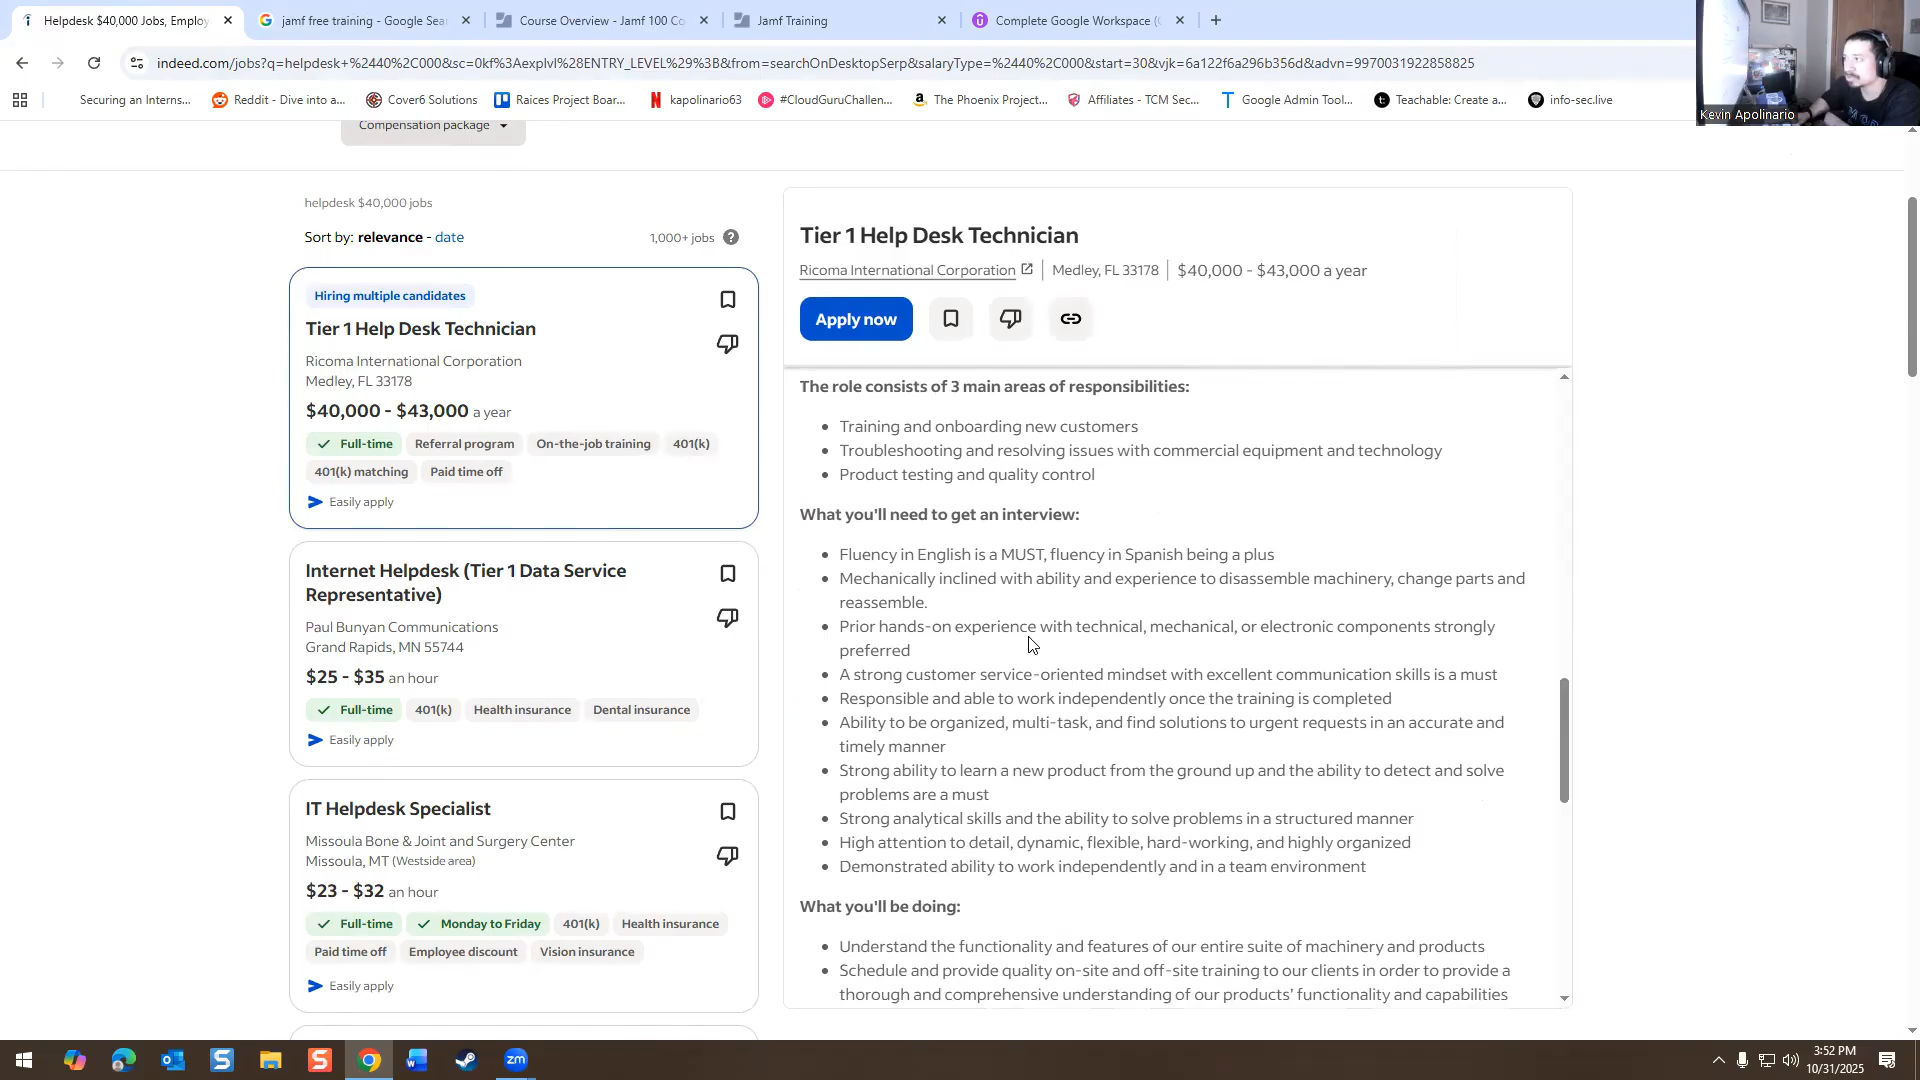 Helpdesk $40,000 Jobs, Employ
jamf free training - Google Sea
Course Overview - Jamf 100 Co
Jamf Training
Complete Google Workspace (
indeed.com/jobs?q=helpdesk+%2440%2C000&sc=0kf%3Aexplvl%28ENTRY_LEVEL%29%3B&from=searchOnDesktopSerp&salaryType=%2440%2C000&start=30&vjk=6a122f6a296b356d&advn=9970031922858825
Securing an Interns...
Reddit - Dive into a...
Cover6 Solutions
Raices Project Boar...
kapolinario63
#CloudGuruChallen...
The Phoenix Project...
Affiliates - TCM Sec...
Google Admin Tool...
Teachable: Create a...
info-sec.live
Kevin Apolinario
Compensation package
helpdesk $40,000 jobs
Sort by: relevance - date
1,000+ jobs
Hiring multiple candidates
Tier 1 Help Desk Technician
Ricoma International Corporation
Medley, FL 33178
$40,000 - $43,000 a year
Full-time
Referral program
On-the-job training
401(k)
401(k) matching
Paid time off
Easily apply
Internet Helpdesk (Tier 1 Data Service
Representative)
Paul Bunyan Communications
Grand Rapids, MN 55744
$25 - $35 an hour
Full-time
401(k)
Health insurance
Dental insurance
Easily apply
IT Helpdesk Specialist
Missoula Bone & Joint and Surgery Center
Missoula, MT (Westside area)
$23 - $32 an hour
Full-time
Monday to Friday
401(k)
Health insurance
Paid time off
Employee discount
Vision insurance
Easily apply
Tier 1 Help Desk Technician
Ricoma International Corporation
Medley, FL 33178
$40,000 - $43,000 a year
Apply now
The role consists of 3 main areas of responsibilities:
Training and onboarding new customers
Troubleshooting and resolving issues with commercial equipment and technology
Product testing and quality control
What you'll need to get an interview:
Fluency in English is a MUST, fluency in Spanish being a plus
Mechanically inclined with ability and experience to disassemble machinery, change parts and
reassemble.
Prior hands-on experience with technical, mechanical, or electronic components strongly
preferred
A strong customer service-oriented mindset with excellent communication skills is a must
Responsible and able to work independently once the training is completed
Ability to be organized, multi-task, and find solutions to urgent requests in an accurate and
timely manner
Strong ability to learn a new product from the ground up and the ability to detect and solve
problems are a must
Strong analytical skills and the ability to solve problems in a structured manner
High attention to detail, dynamic, flexible, hard-working, and highly organized
Demonstrated ability to work independently and in a team environment
What you'll be doing:
Understand the functionality and features of our entire suite of machinery and products
Schedule and provide quality on-site and off-site training to our clients in order to provide a
thorough and comprehensive understanding of our products' functionality and capabilities
zm
3:52 PM
10/31/2025